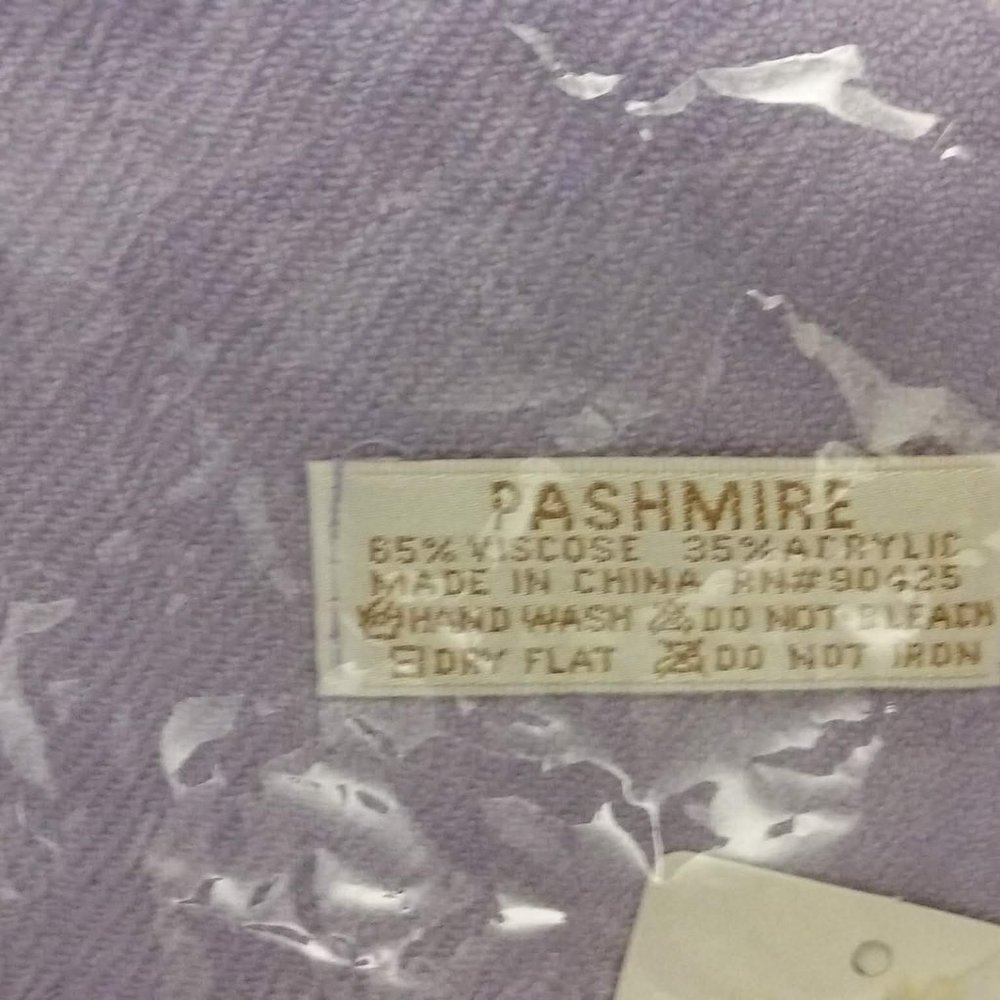 PASHMIRE
65% VISCOSE 35% ACRYLIC
MADE IN CHINA RN#90425
HAND WASH DO NOT BLEACH
DRY FLAT DO NOT IRON